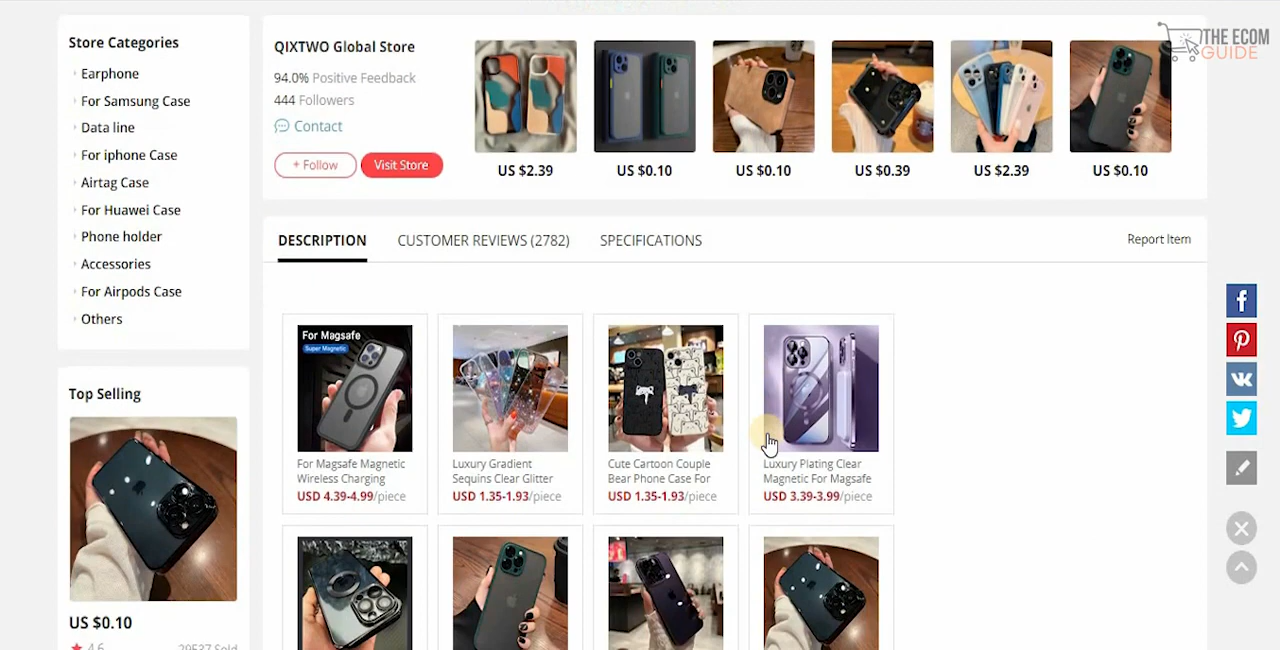 THE ECOM
GUIDE
Store Categories
Earphone
For Samsung Case
Data line
For iphone Case
Airtag Case
For Huawei Case
Phone holder
Accessories
For Airpods Case
Others
Top Selling
US $0.10
4.6
29537 Sold
QIXTWO Global Store
94.0% Positive Feedback
444 Followers
Contact
+ Follow
Visit Store
US $2.39
US $0.10
US $0.10
US $0.39
US $2.39
US $0.10
DESCRIPTION
CUSTOMER REVIEWS (2782)
SPECIFICATIONS
Report Item
For Magsafe
Super Magnetic
For Magsafe Magnetic
Wireless Charging
USD 4.39-4.99/piece
Luxury Gradient
Sequins Clear Glitter
USD 1.35-1.93/piece
Cute Cartoon Couple
Bear Phone Case For
USD 1.35-1.93/piece
Luxury Plating Clear
Magnetic For Magsafe
USD 3.39-3.99/piece